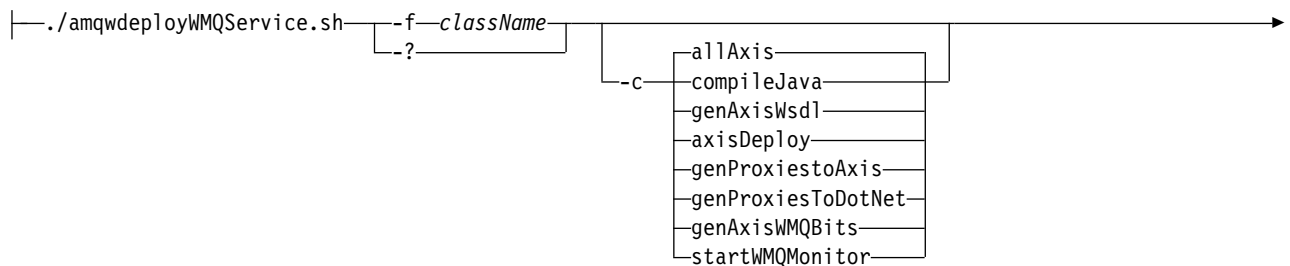 ./amqwdeployWMQService.sh -f className
-?
-c allAxis
compileJava
genAxisWsdl
axisDeploy
genProxiestoAxis
genProxiesToDotNet
genAxisWMQBits
startWMQMonitor